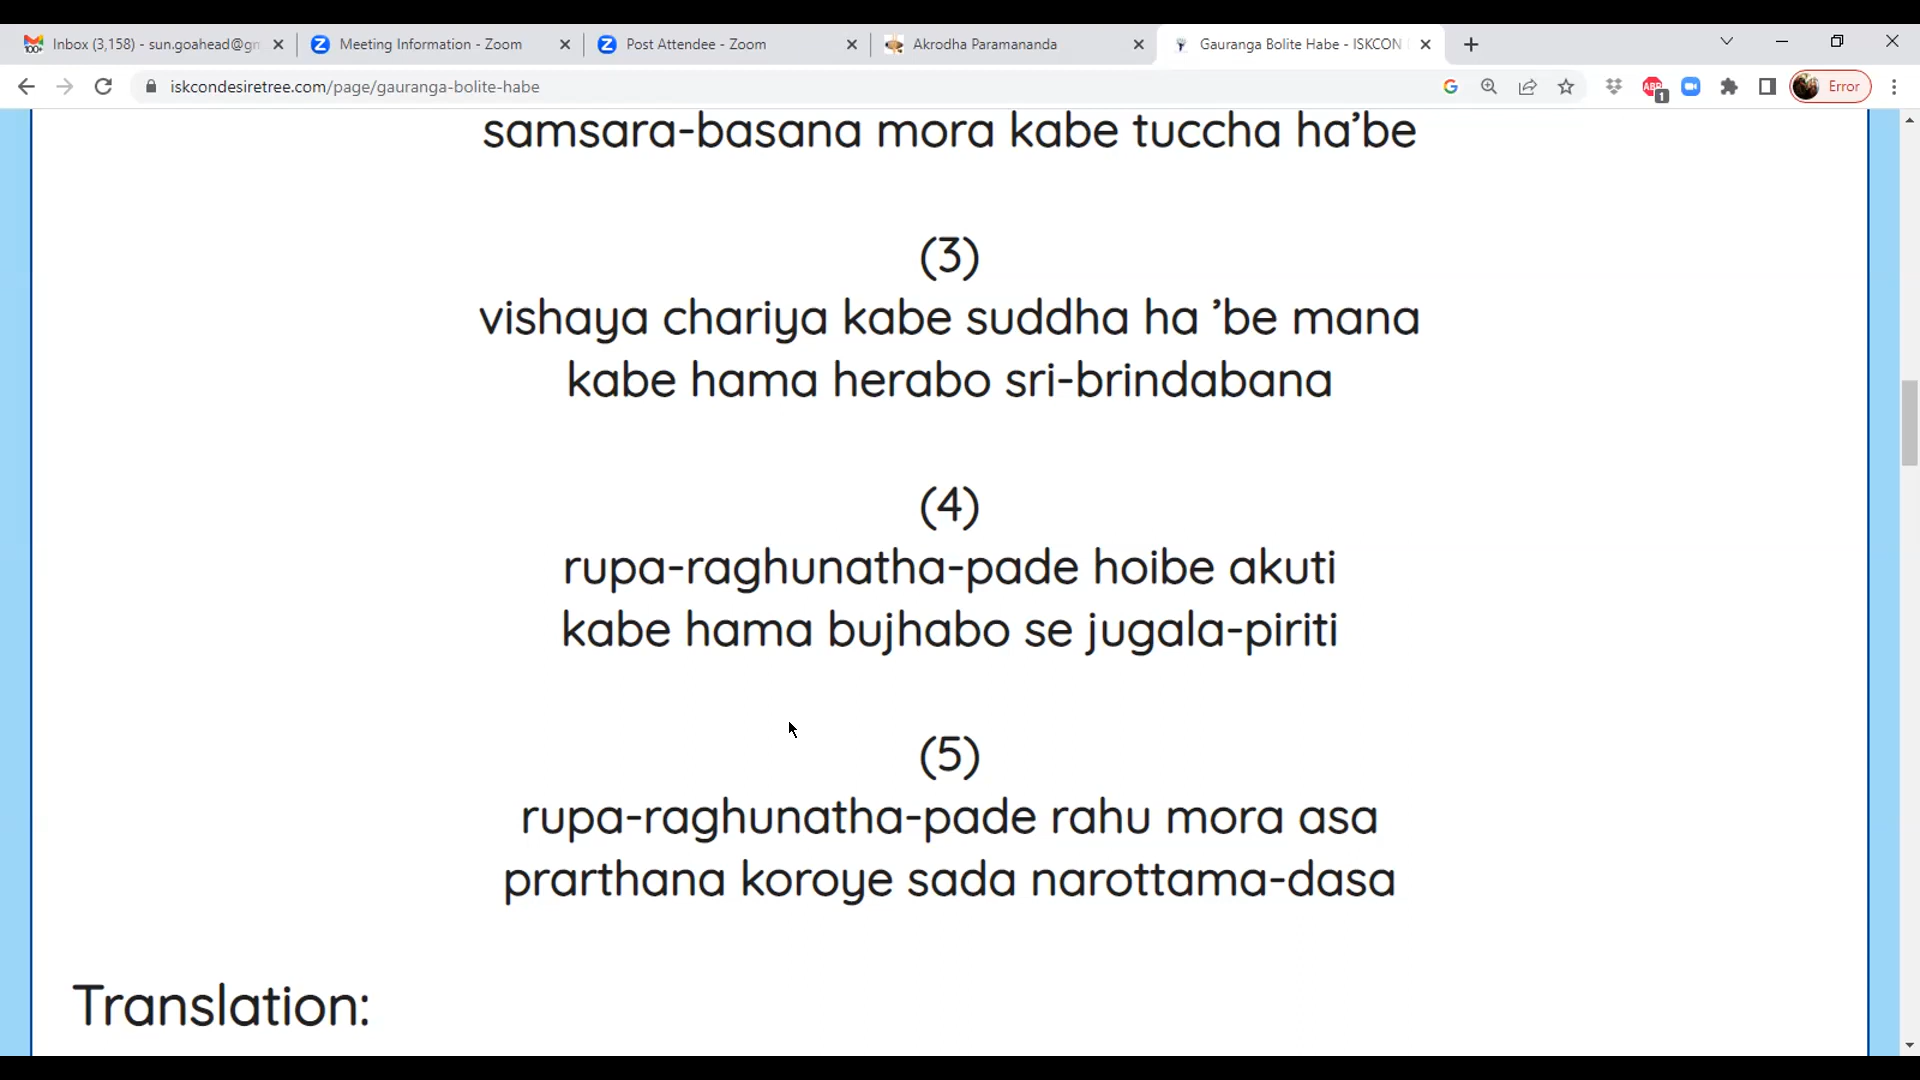 Inbox (3,158) - sun.goahead@gm
Meeting Information - Zoom
Post Attendee - Zoom
Akrodha Paramananda
Gauranga Bolite Habe - ISKCON
iskcondesiretree.com/page/gauranga-bolite-habe
Error
samsara-basana mora kabe tuccha ha’be
(3)
vishaya chariya kabe suddha ha ’be mana
kabe hama herabo sri-brindabana
(4)
rupa-raghunatha-pade hoibe akuti
kabe hama bujhabo se jugala-piriti
(5)
rupa-raghunatha-pade rahu mora asa
prarthana koroye sada narottama-dasa
Translation: